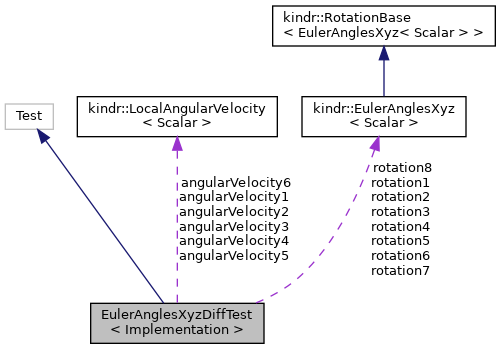 kindr::RotationBase
< EulerAnglesXyz< Scalar > >
Test
kindr::LocalAngularVelocity
< Scalar >
kindr::EulerAnglesXyz
< Scalar >
angularVelocity6
angularVelocity1
angularVelocity2
angularVelocity3
angularVelocity4
angularVelocity5
rotation8
rotation1
rotation2
rotation3
rotation4
rotation5
rotation6
rotation7
EulerAnglesXyzDiffTest
< Implementation >